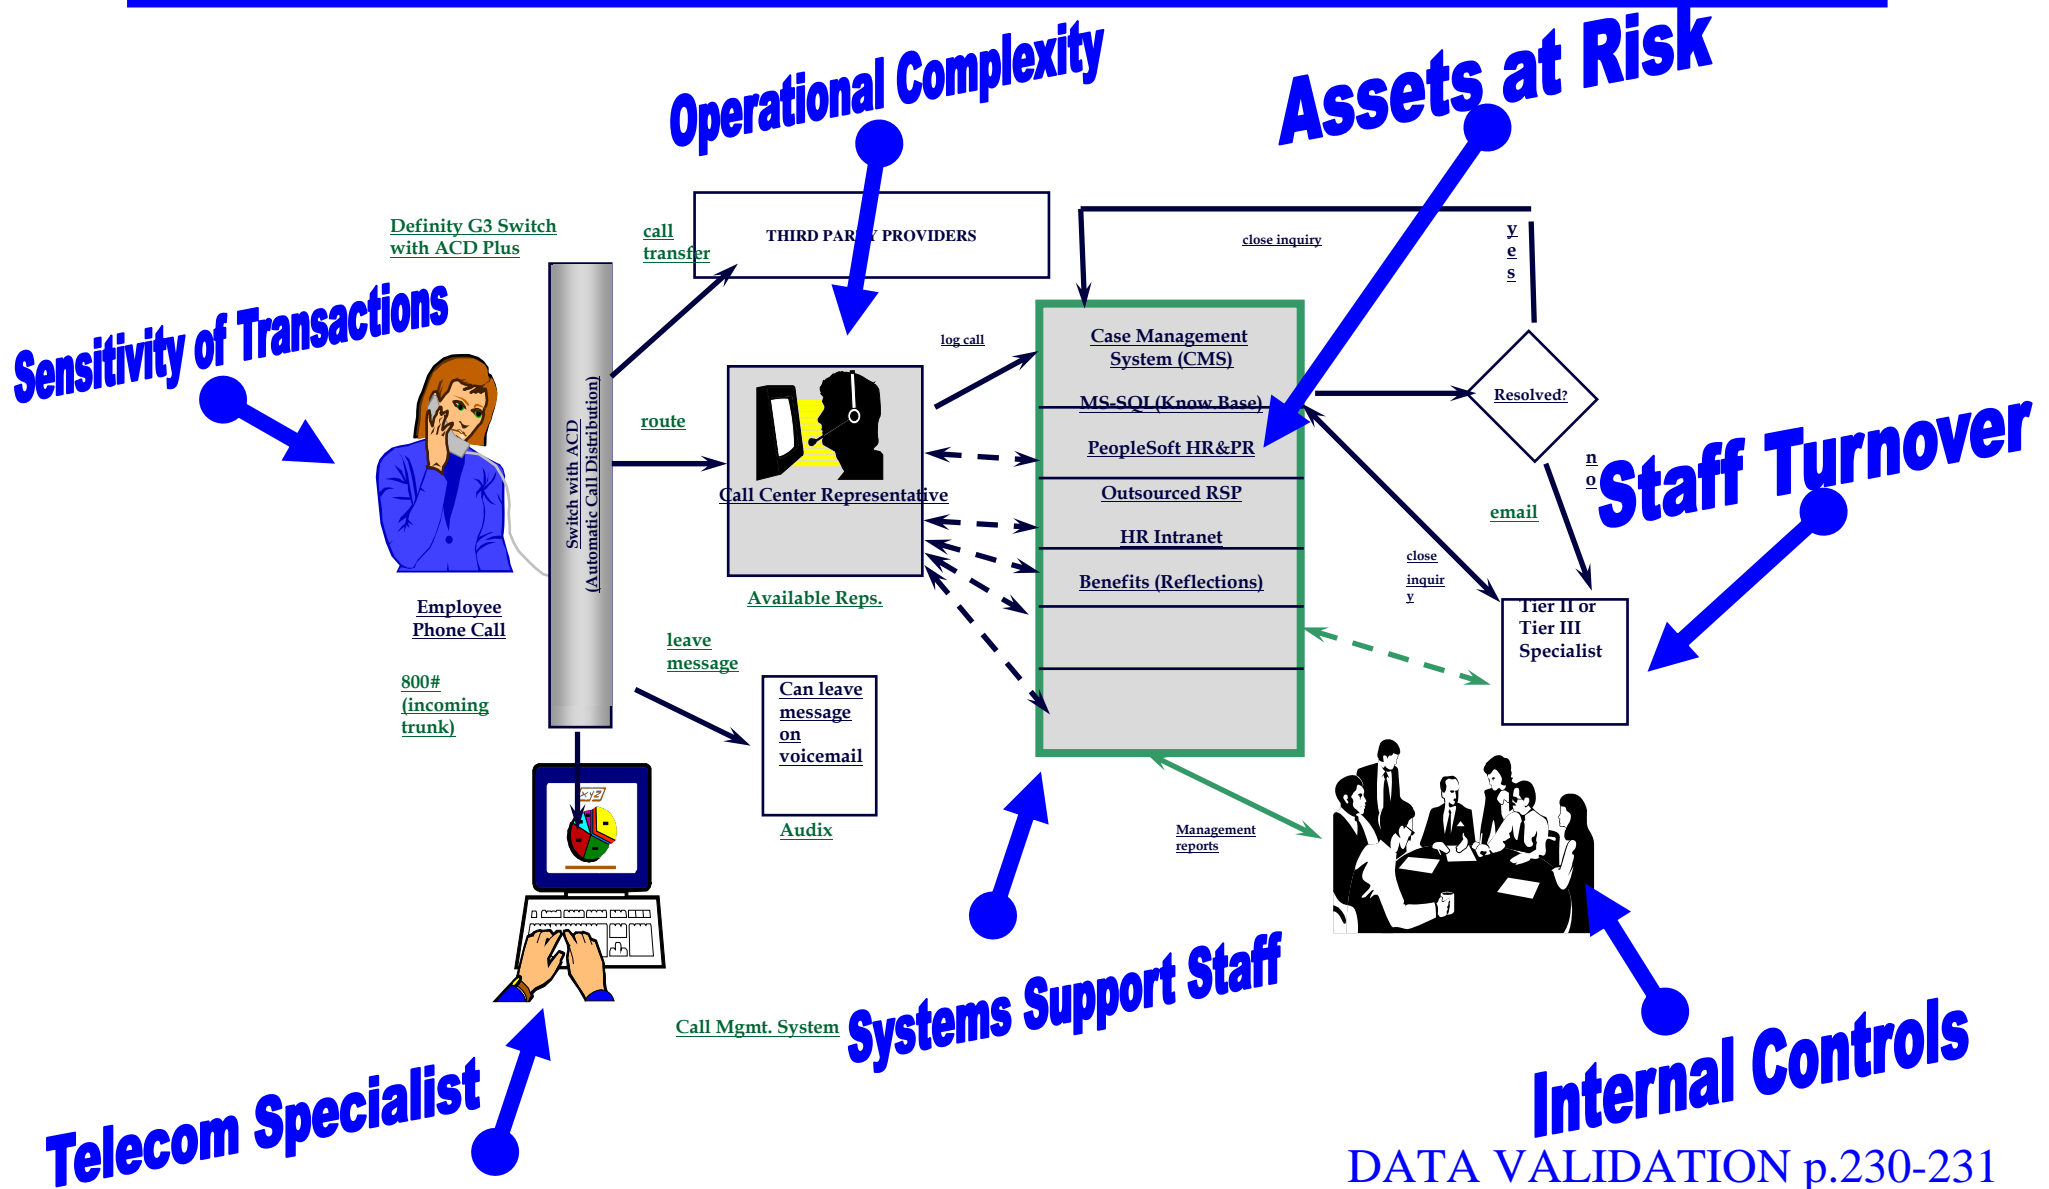 Operational Complexity
Assets at Risk
Definity G3 Switch
with ACD Plus
call
transfer
THIRD PARTY PROVIDERS
close inquiry
y
e
s
Sensitivity of Transactions
log call
Case Management
System (CMS)
MS-SQI (Know.Base)
PeopleSoft HR&PR
Outsourced RSP
HR Intranet
Benefits (Reflections)
Resolved?
Staff Turnover
n
o
email
close
inquir
y
Switch with ACD
(Automatic Call Distribution)
route
Call Center Representative
Available Reps.
Employee
Phone Call
Tier II or
Tier III
Specialist
leave
message
800#
(incoming
trunk)
Can leave
message
on
voicemail
Audix
xyz
Management
reports
Systems Support Staff
Call Mgmt. System
Internal Controls
Telecom Specialist
DATA VALIDATION p.230-231